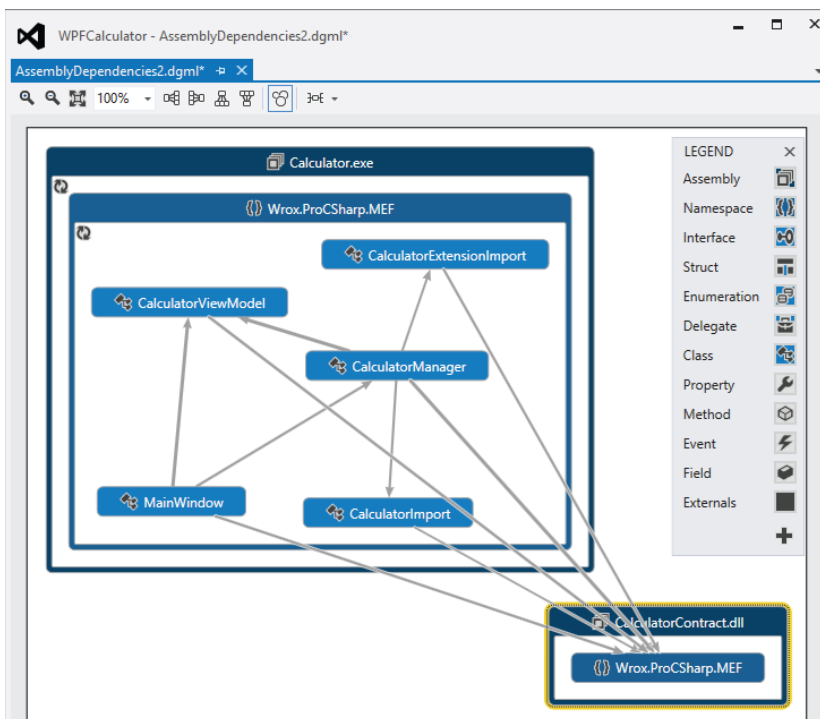 WPFCalculator - AssemblyDependencies2.dgml*
AssemblyDependencies2.dgml*
100%
Calculator.exe
Wrox.ProCSharp.MEF
CalculatorExtensionImport
CalculatorViewModel
CalculatorManager
MainWindow
CalculatorImport
LEGEND
Assembly
Namespace
Interface
Struct
Enumeration
Delegate
Class
Property
Method
Event
Field
Externals
CalculatorContract.dll
Wrox.ProCSharp.MEF